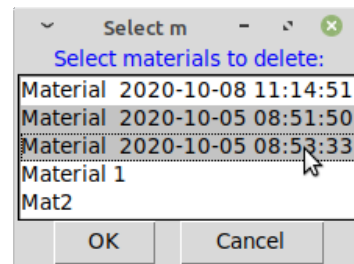 Select m
Select materials to delete:
Material 2020-10-08 11:14:51
Material 2020-10-05 08:51:50
Material 2020-10-05 08:53:33
Material 1
Mat2
OK Cancel